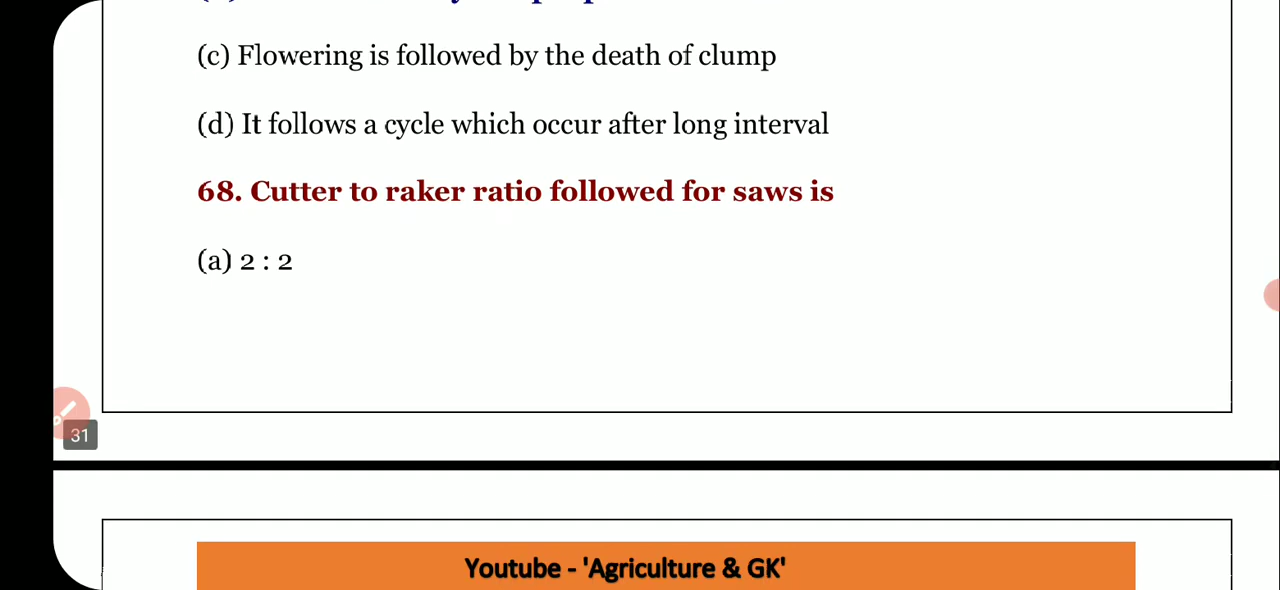 (c) Flowering is followed by the death of clump
(d) It follows a cycle which occur after long interval
68. Cutter to raker ratio followed for saws is
(a) 2 : 2
31
Youtube - 'Agriculture & GK'